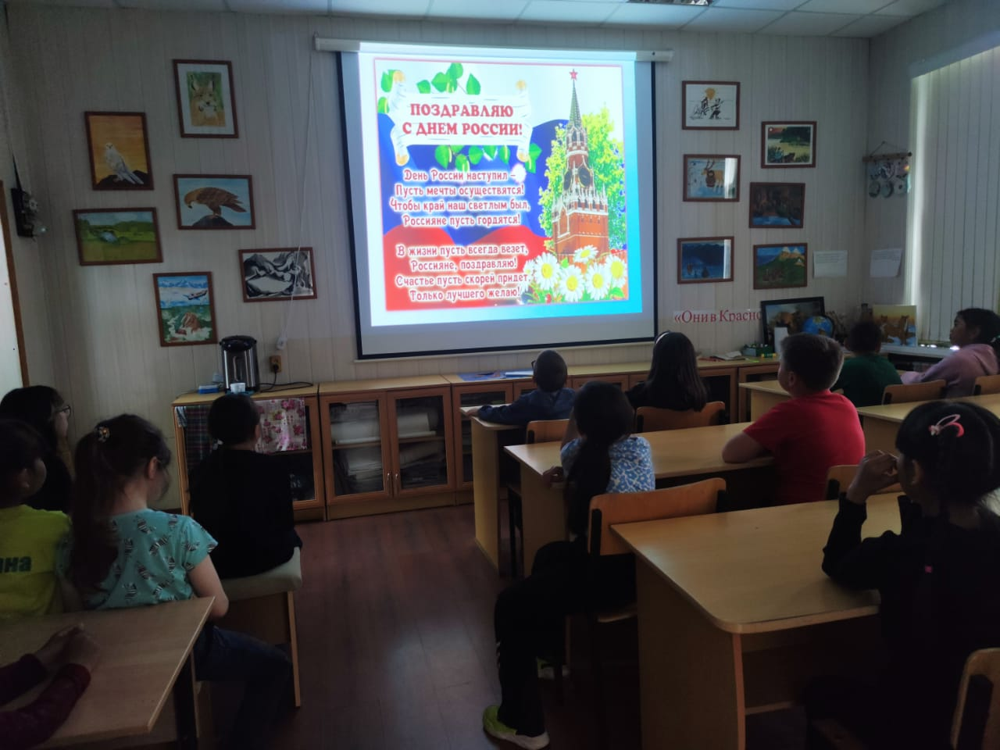 ПОЗДРАВЛЯЮ
С ДНЕМ РОССИИ!
День России наступил –
Пусть мечты осуществятся!
Чтобы край наш светлым был,
Россияне пусть гордятся!
В жизни пусть всегда везет,
Россияне, поздравляю!
Счастье пусть скорей придет,
Только лучшего желаю!
«Они в Красно
ина